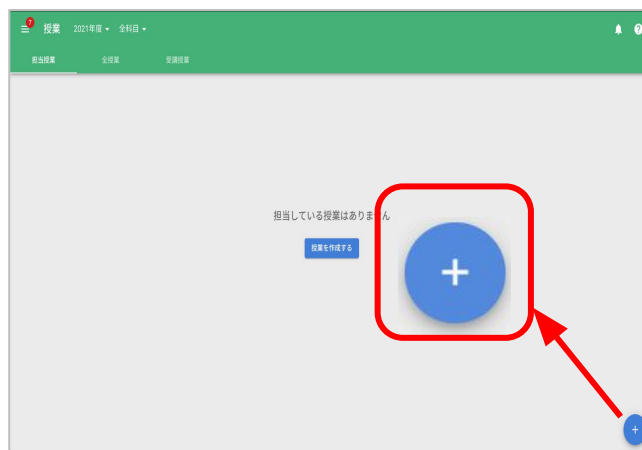 7
授業 2021年度 全科目
担当授業 全授業 受講授業
担当している授業はありません
授業を作成する
+
+